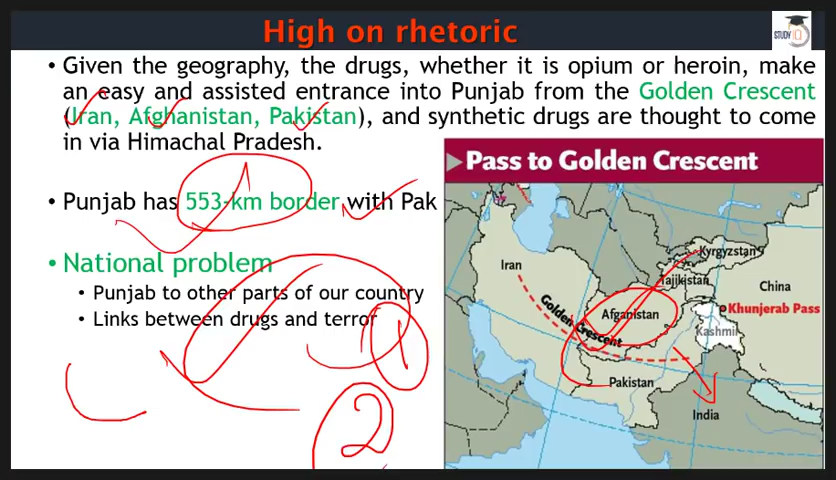 High on rhetoric
STUDY iQ
• Given the geography, the drugs, whether it is opium or heroin, make
an easy and assisted entrance into Punjab from the Golden Crescent
(Iran, Afghanistan, Pakistan), and synthetic drugs are thought to come
in via Himachal Pradesh.
• Punjab has 553-km border with Pak
• National problem
• Punjab to other parts of our country
• Links between drugs and terror
1
2
Pass to Golden Crescent
Kyrgyzstan
Iran
Tajikistan
China
Golden Crescent
Afganistan
Khunjerab Pass
Kashmir
Pakistan
India